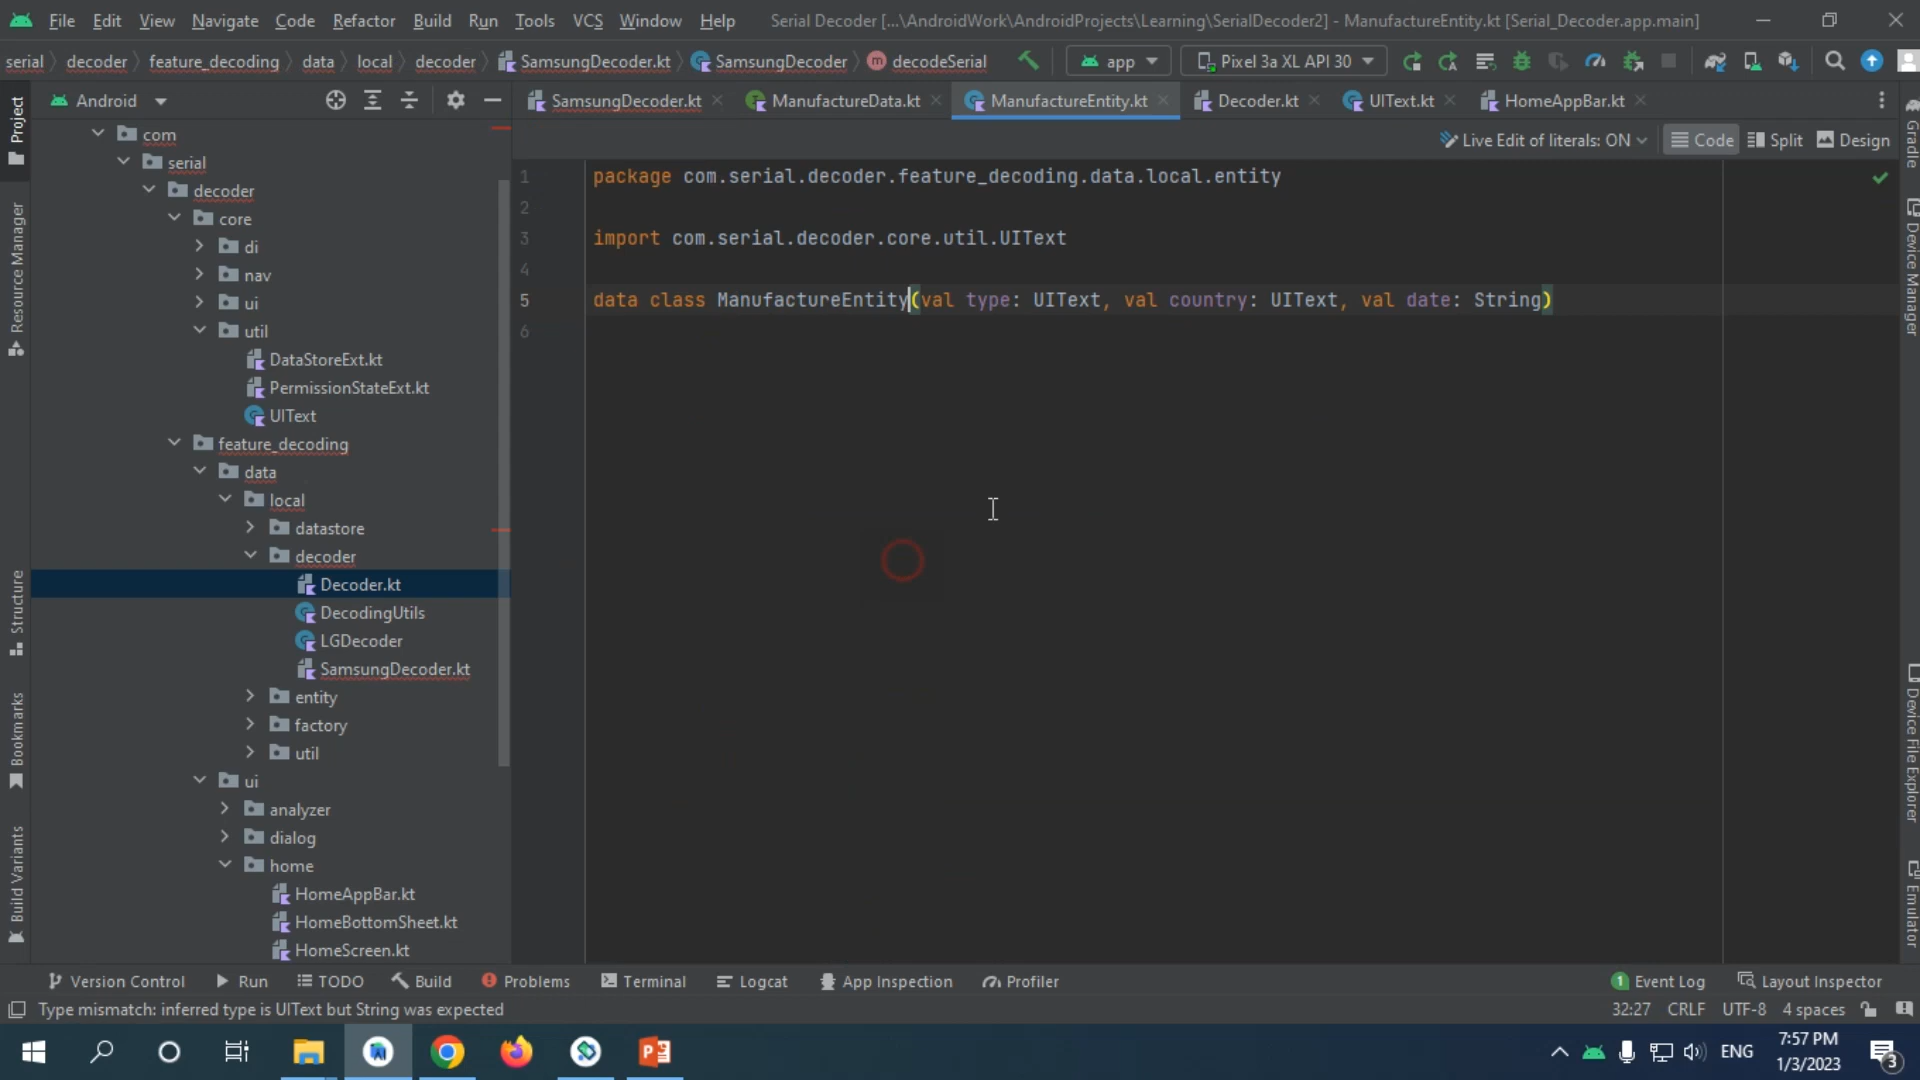 File Edit View Navigate Code Refactor Build Run Tools VCS Window Help Serial Decoder [...\AndroidWork\AndroidProjects\Learning\SerialDecoder2] - ManufactureEntity.kt [Serial_Decoder.app.main]
serial decoder feature_decoding data local decoder SamsungDecoder.kt SamsungDecoder decodeSerial app Pixel 3a XL API 30
Android SamsungDecoder.kt ManufactureData.kt ManufactureEntity.kt Decoder.kt UIText.kt HomeAppBar.kt
Live Edit of literals: ON Code Split Design
com
serial
decoder
core
di
nav
ui
util
DataStoreExt.kt
PermissionStateExt.kt
UIText
feature_decoding
data
local
datastore
decoder
Decoder.kt
DecodingUtils
LGDecoder
SamsungDecoder.kt
entity
factory
util
ui
analyzer
dialog
home
HomeAppBar.kt
HomeBottomSheet.kt
HomeScreen.kt
1 package com.serial.decoder.feature_decoding.data.local.entity
2
3 import com.serial.decoder.core.util.UIText
4
5 data class ManufactureEntity(val type: UIText, val country: UIText, val date: String)
6
Project
Resource Manager
Structure
Bookmarks
Build Variants
Gradle
Device Manager
Device File Explorer
Emulator
Version Control Run TODO Build Problems Terminal Logcat App Inspection Profiler 1 Event Log Layout Inspector
Type mismatch: inferred type is UIText but String was expected 32:27 CRLF UTF-8 4 spaces
ENG 7:57 PM
1/3/2023
3